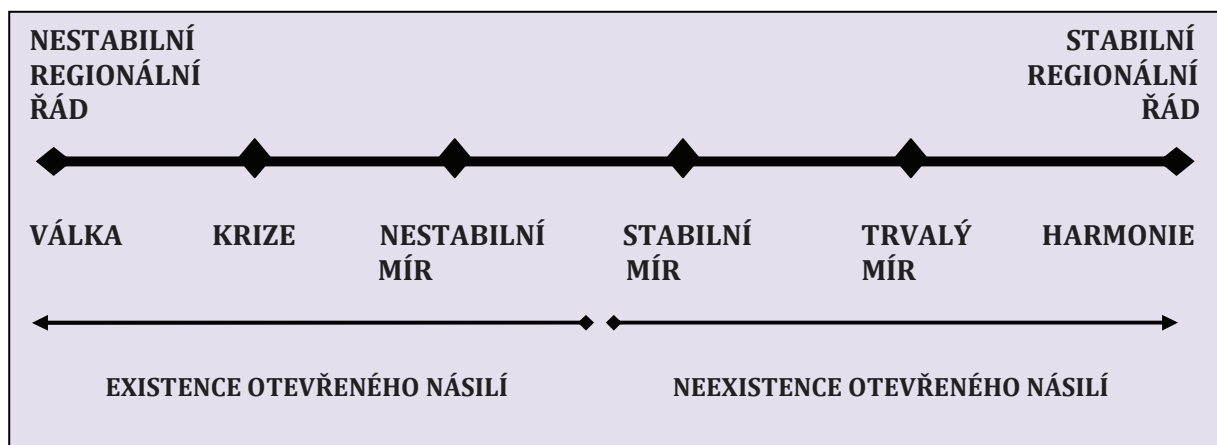 NESTABILNÍ
REGIONÁLNÍ
ŘÁD
STABILNÍ
REGIONÁLNÍ
ŘÁD
VÁLKA
KRIZE
NESTABILNÍ
MÍR
STABILNÍ
MÍR
TRVALÝ
MÍR
HARMONIE
EXISTENCE OTEVŘENÉHO NÁSILÍ
NEEXISTENCE OTEVŘENÉHO NÁSILÍ